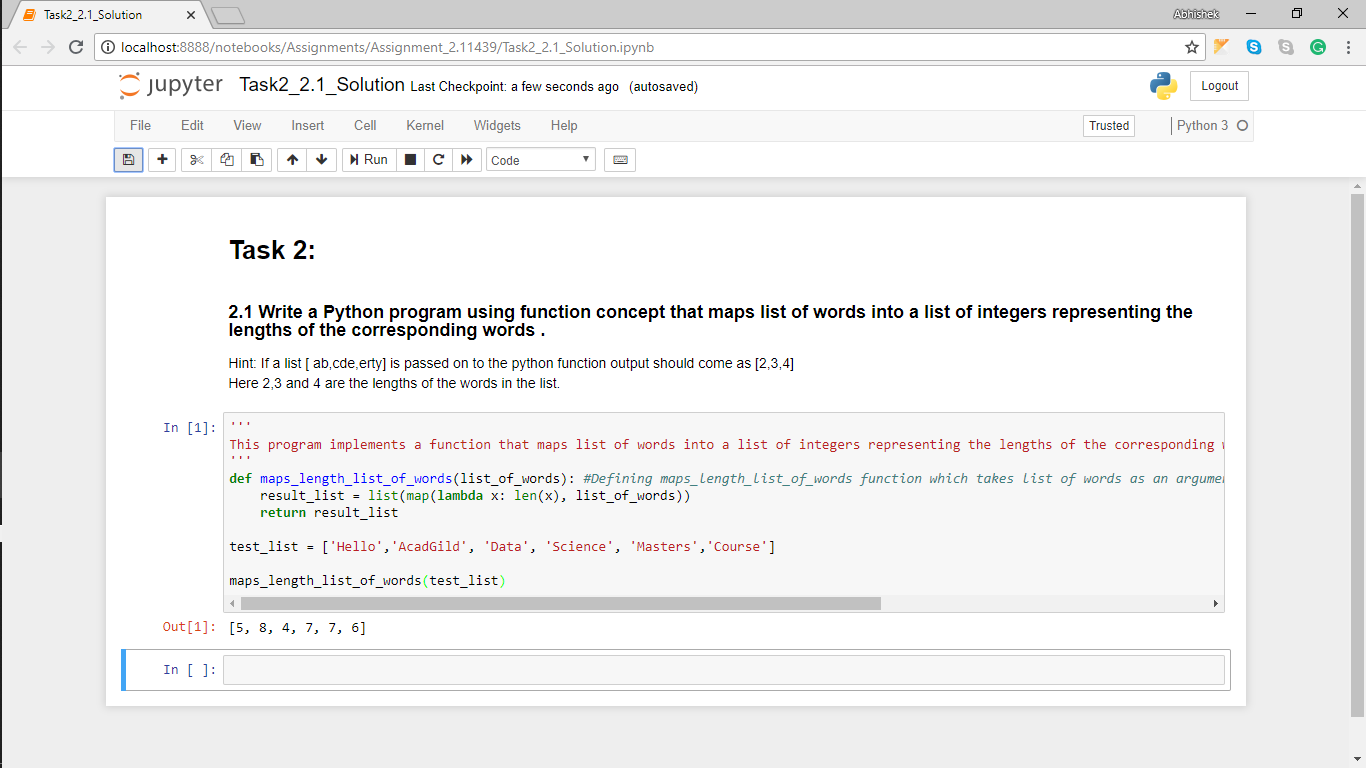 Task2_2.1_Solution
Abhishek
localhost:8888/notebooks/Assignments/Assignment_2.11439/Task2_2.1_Solution.ipynb
jupyter Task2_2.1_Solution Last Checkpoint: a few seconds ago (autosaved)
Logout
File Edit View Insert Cell Kernel Widgets Help
Trusted
Python 3
Run
Code
Task 2:
2.1 Write a Python program using function concept that maps list of words into a list of integers representing the
lengths of the corresponding words .
Hint: If a list [ ab,cde,erty] is passed on to the python function output should come as [2,3,4]
Here 2,3 and 4 are the lengths of the words in the list.
In [1]:
'''
This program implements a function that maps list of words into a list of integers representing the lengths of the corresponding
'''
def maps_length_list_of_words(list_of_words): #Defining maps_length_list_of_words function which takes list of words as an
    result_list = list(map(lambda x: len(x), list_of_words))
    return result_list
test_list = ['Hello','AcadGild', 'Data', 'Science', 'Masters','Course']
maps_length_list_of_words(test_list)
Out[1]: [5, 8, 4, 7, 7, 6]
In [ ]: